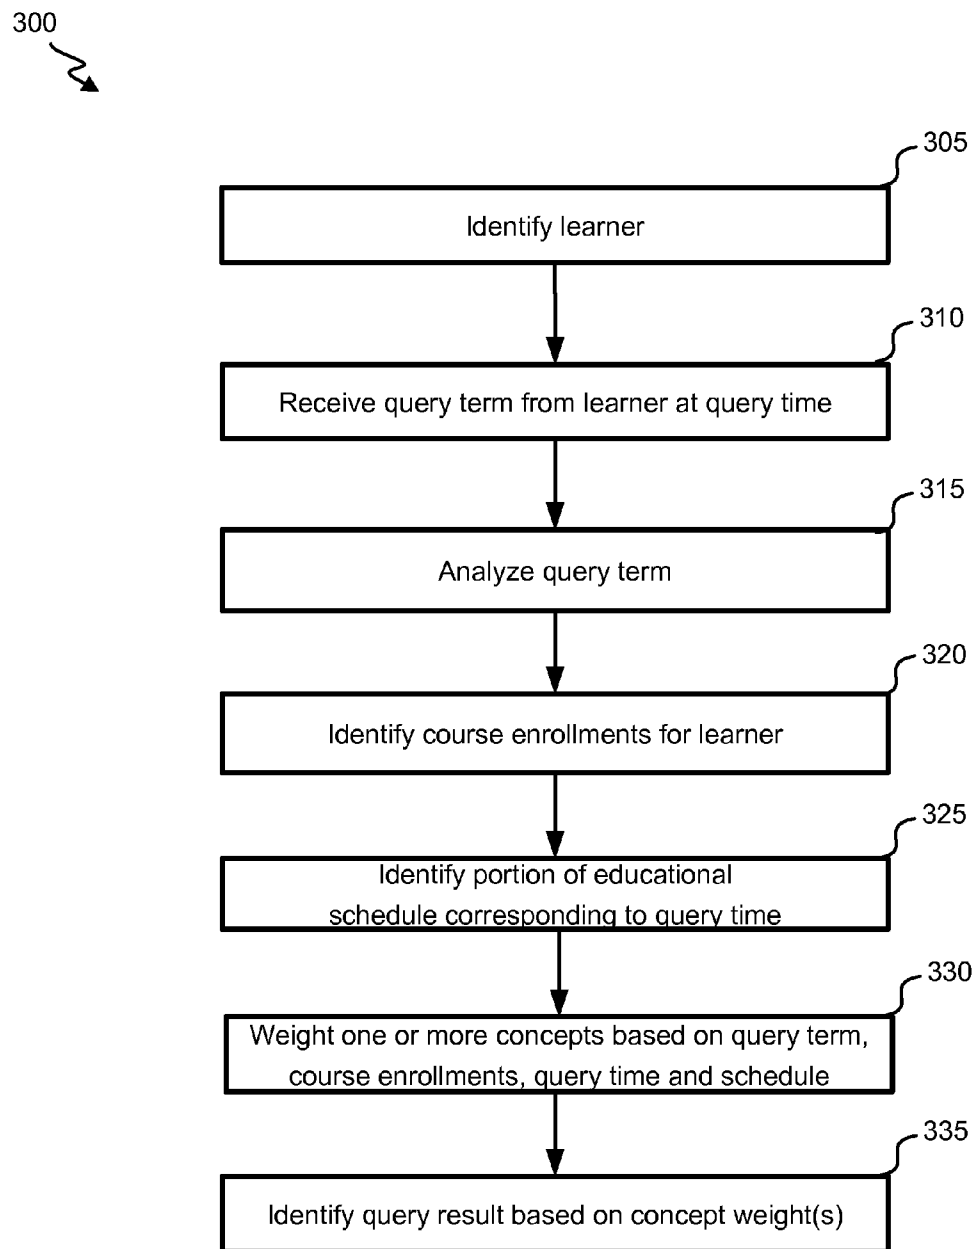 300
305
Identify learner
310
Receive query term from learner at query time
315
Analyze query term
320
Identify course enrollments for learner
325
Identify portion of educational
schedule corresponding to query time
330
Weight one or more concepts based on query term,
course enrollments, query time and schedule
335
Identify query result based on concept weight(s)